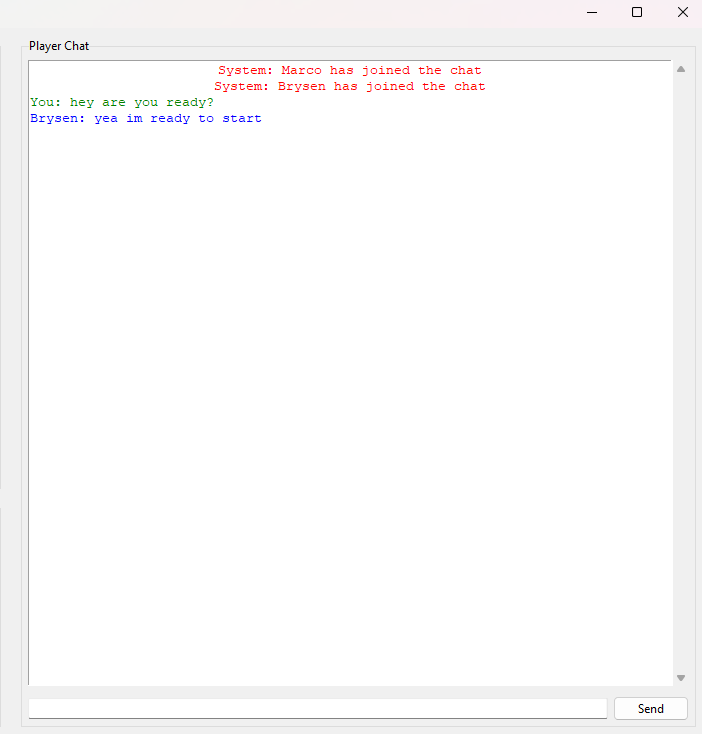 Player Chat
System: Marco has joined the chat
System: Brysen has joined the chat
You: hey are you ready?
Brysen: yea im ready to start
Send